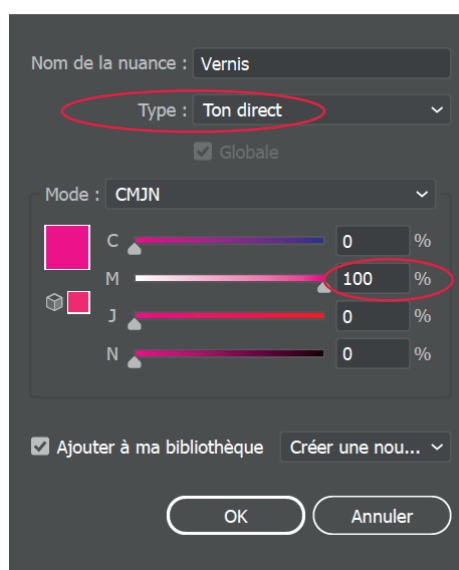 Nom de la nuance : Vernis
Type : Ton direct
Globale
Mode : CMJN
C 0 %
M 100 %
J 0 %
N 0 %
Ajouter à ma bibliothèque Créer une nou...
OK Annuler